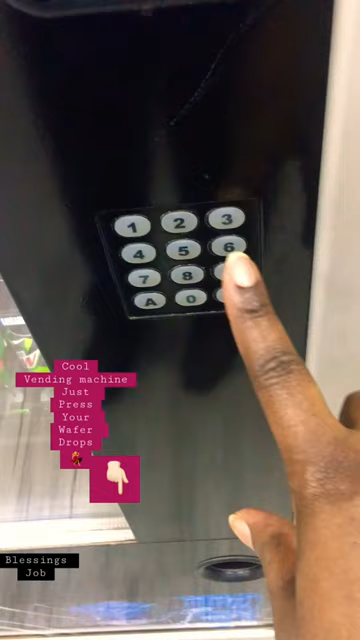 1 2 3
4 5 6
7 8
A 0
Cool
Vending machine
Just
Press
Your
Wafer
Drops
Blessings
Job